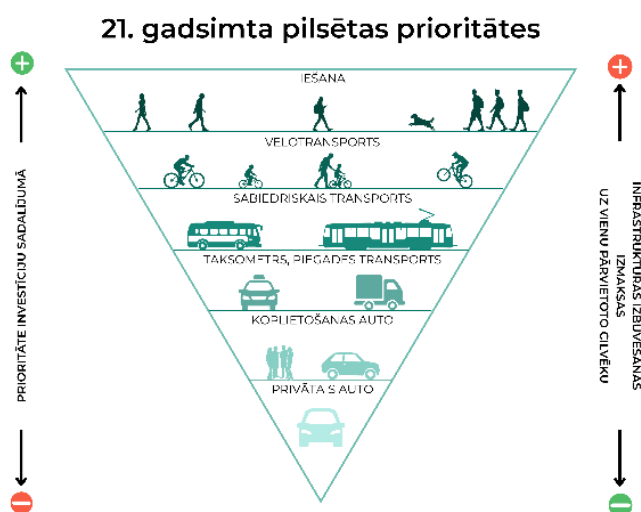 21. gadsimta pilsētas prioritātes
IEŠANA
VELOTRANSPORTS
SABIEDRISKAIS TRANSPORTS
TAKSOMETRS, PIEGĀDES TRANSPORTS
KOPLIETOŠANAS AUTO
PRIVĀTAIS AUTO
PRIORITĀTE INVESTĪCIJU SADALĪJUMĀ
INFRASTRUKTŪRAS IZBŪVĒŠANAS
IZMAKSAS
UZ VIENU PĀRVIETOTO CILVĒKU